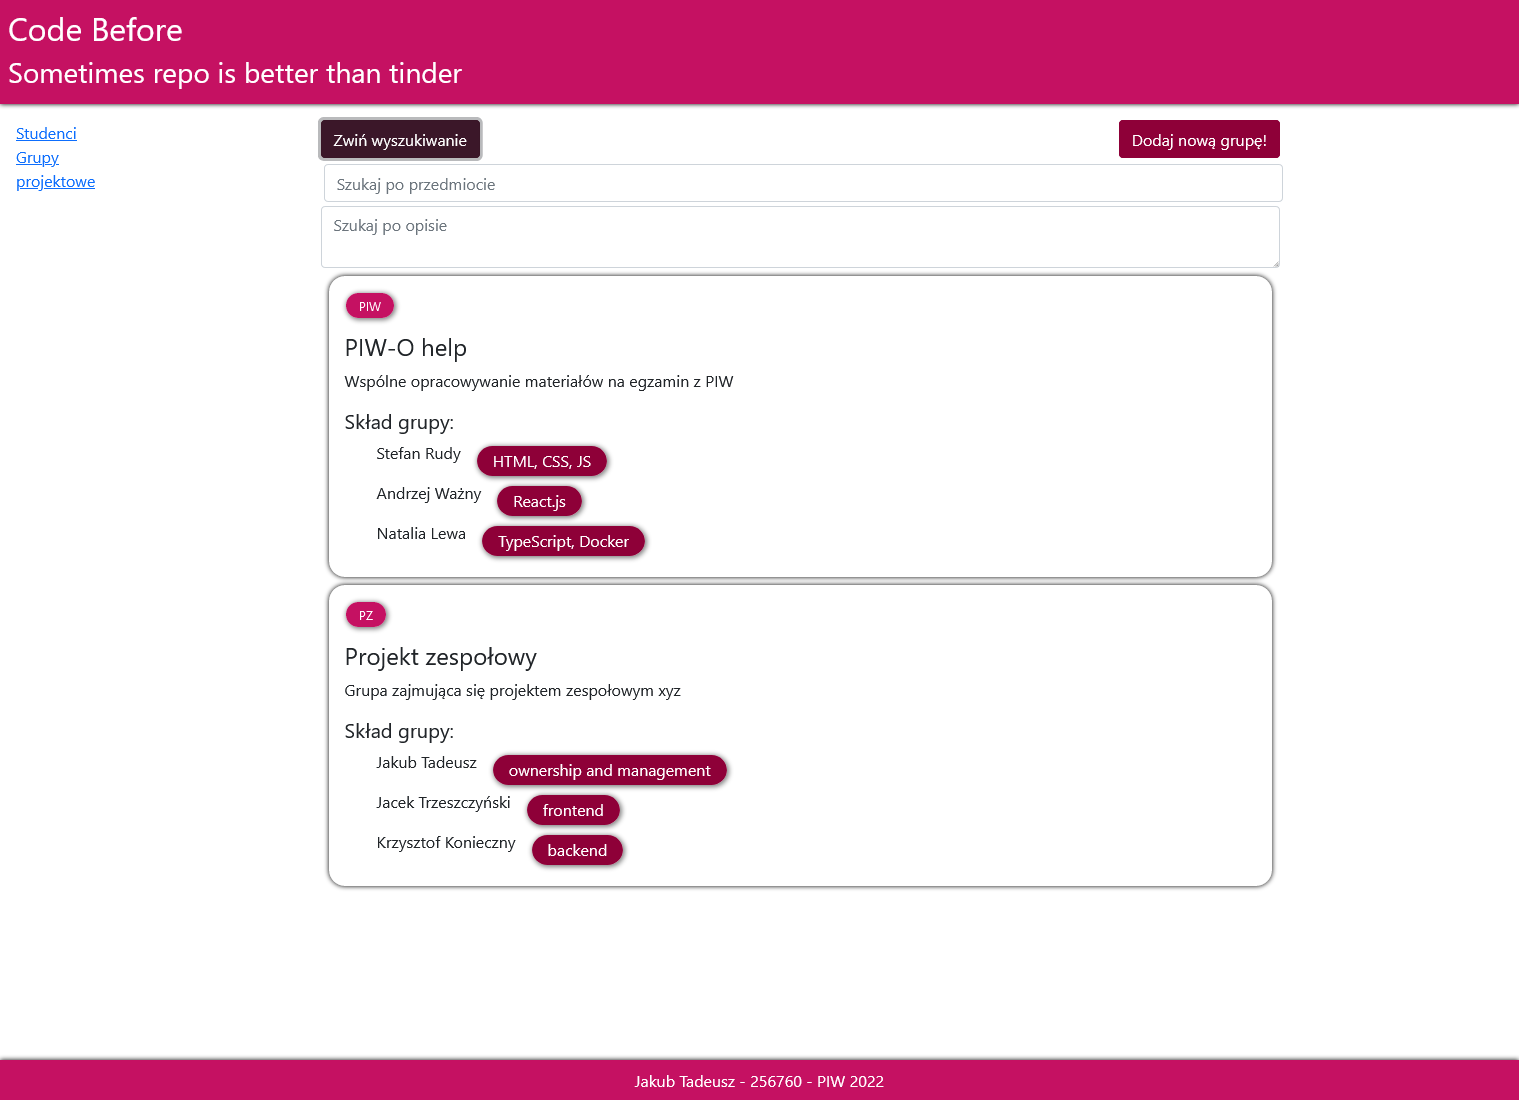 Code Before
Sometimes repo is better than tinder
Studenci
Grupy
projektowe
Zwiń wyszukiwanie
Dodaj nową grupę!
Szukaj po przedmiocie
Szukaj po opisie
PIW
PIW-O help
Wspólne opracowywanie materiałów na egzamin z PIW
Skład grupy:
Stefan Rudy HTML, CSS, JS
Andrzej Ważny React.js
Natalia Lewa TypeScript, Docker
PZ
Projekt zespołowy
Grupa zajmująca się projektem zespołowym xyz
Skład grupy:
Jakub Tadeusz ownership and management
Jacek Trzeszczyński frontend
Krzysztof Konieczny backend
Jakub Tadeusz - 256760 - PIW 2022